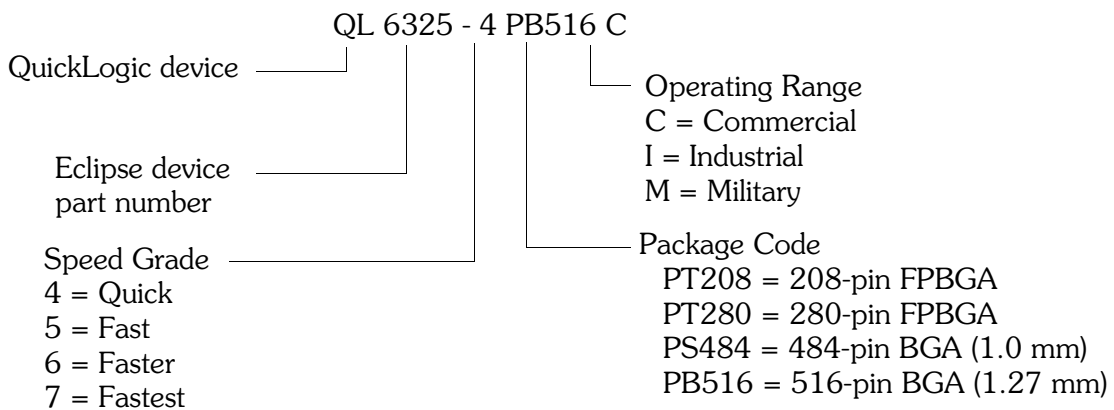 QL 6325 - 4 PB516 C
QuickLogic device
Operating Range
C = Commercial
I = Industrial
M = Military
Eclipse device
part number
Speed Grade
4 = Quick
5 = Fast
6 = Faster
7 = Fastest
Package Code
PT208 = 208-pin FPBGA
PT280 = 280-pin FPBGA
PS484 = 484-pin BGA (1.0 mm)
PB516 = 516-pin BGA (1.27 mm)